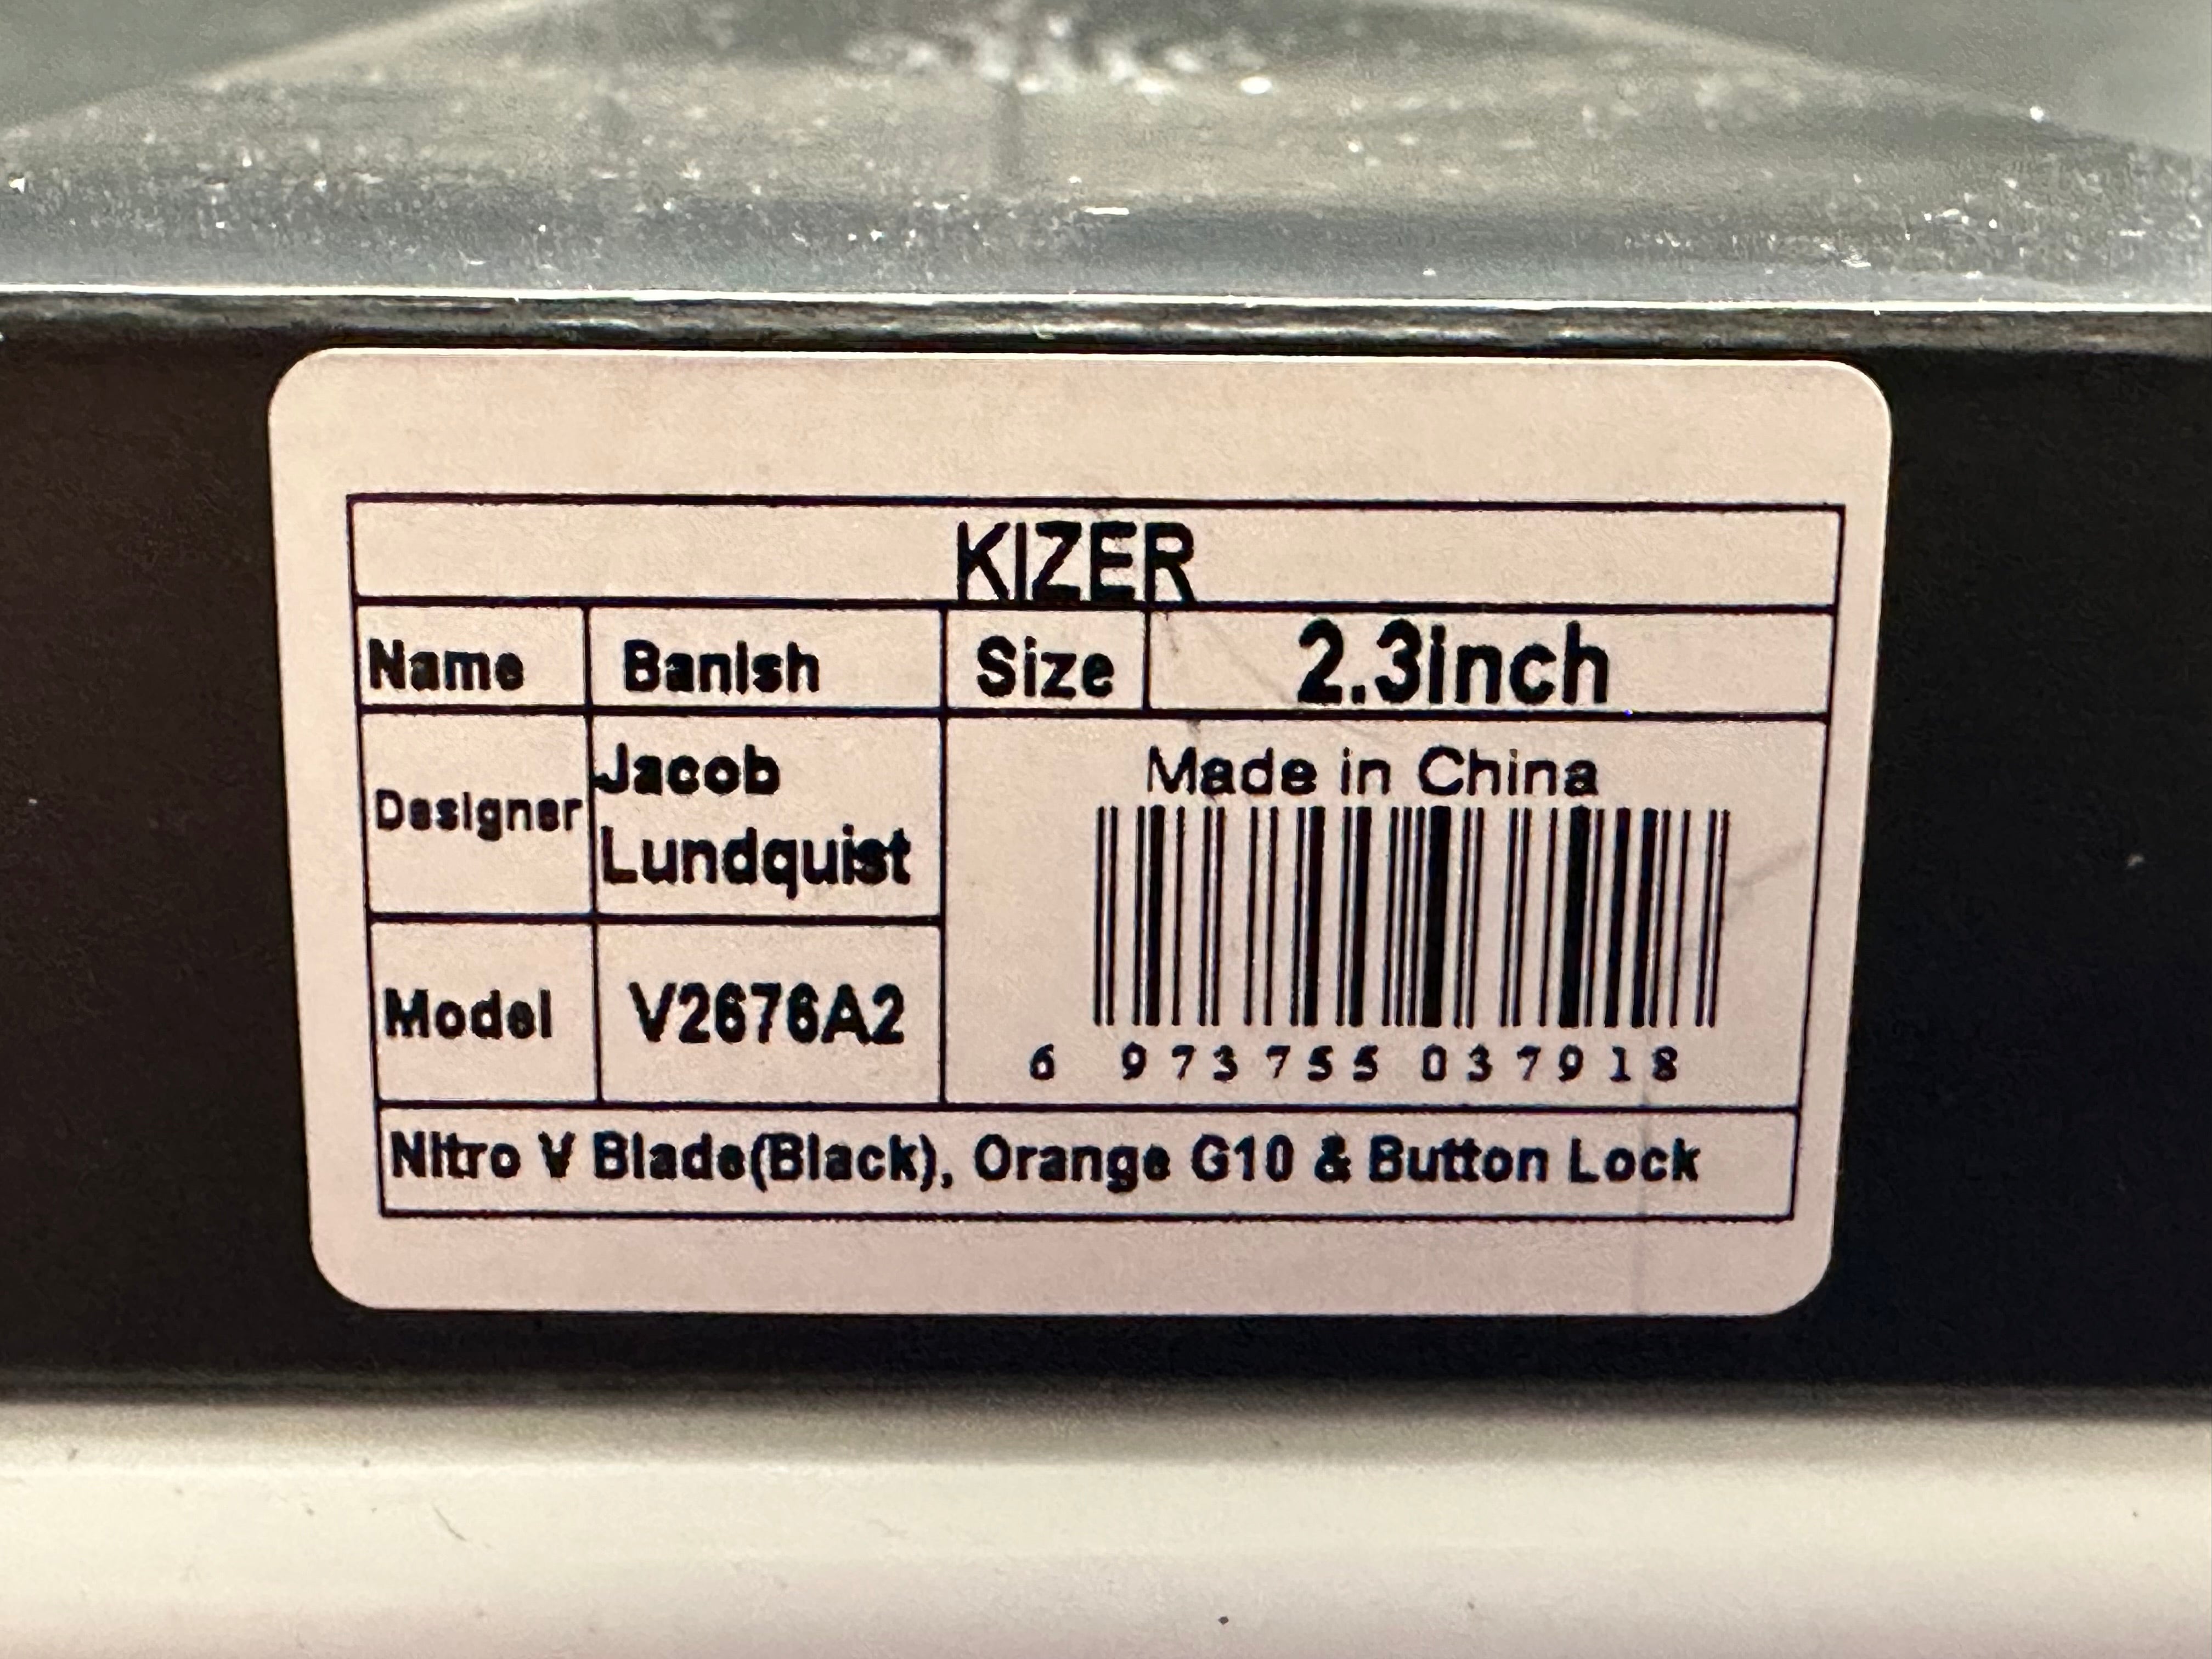 KIZER
Name Banish Size 2.3inch
Designer Jacob Lundquist
Made in China
Model V2676A2
6 973755 037918
Nitro V Blade(Black), Orange G10 & Button Lock